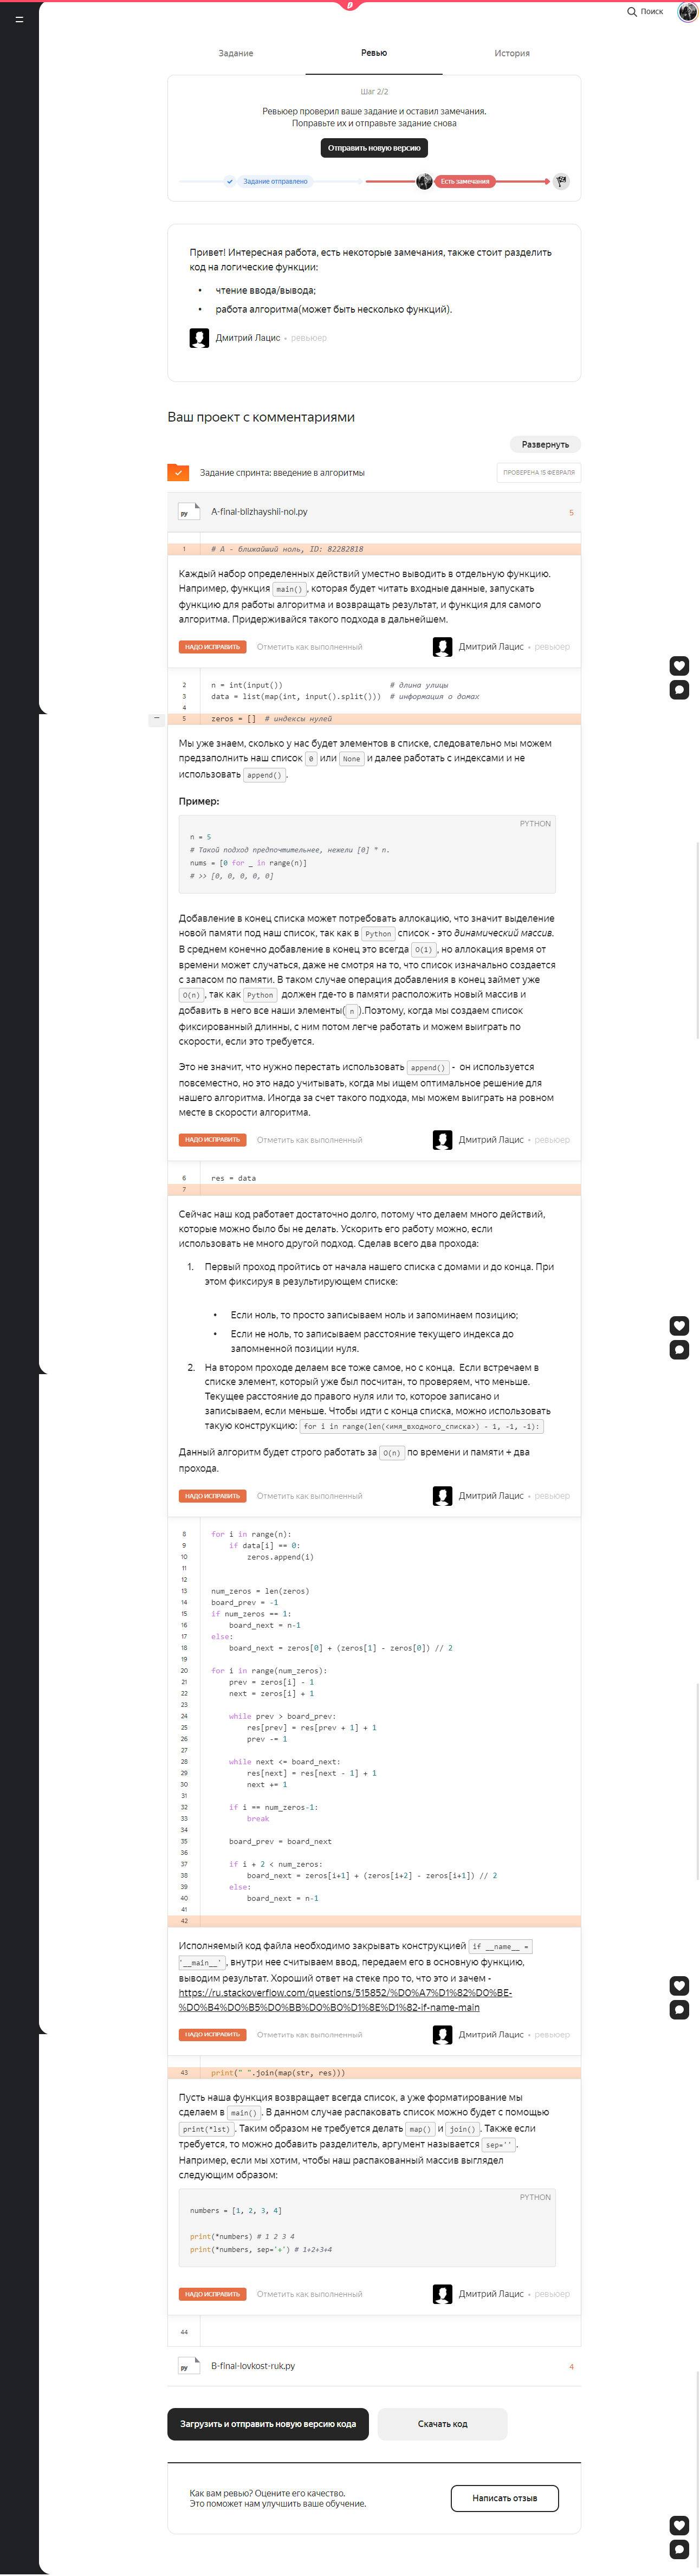 Поиск
Задание
Ревью
История
Шаг 2/2
Ревьюер проверил ваше задание и оставил замечания.
Поправьте их и отправьте задание снова
Отправить новую версию
Задание отправлено
Есть замечания
Привет! Интересная работа, есть некоторые замечания, также стоит разделить
код на логические функции:
• чтение ввода/вывода;
• работа алгоритма(может быть несколько функций).
Дмитрий Лацис • ревьюер
Ваш проект с комментариями
Развернуть
Задание спринта: введение в алгоритмы
ПРОВЕРЕНА 15 ФЕВРАЛЯ
py A-final-blizhayshii-nol.py 5
1 # A - ближайший ноль, ID: 82282818
Каждый набор определенных действий уместно выводить в отдельную функцию.
Например, функция main(), которая будет читать входные данные, запускать
функцию для работы алгоритма и возвращать результат, и функция для самого
алгоритма. Придерживайся такого подхода в дальнейшем.
НАДО ИСПРАВИТЬ Отметить как выполненный Дмитрий Лацис • ревьюер
2 n = int(input()) # длина улицы
3 data = list(map(int, input().split())) # информация о домах
4
5 zeros = [] # индексы нулей
Мы уже знаем, сколько у нас будет элементов в списке, следовательно мы можем
предзаполнить наш список 0 или None и далее работать с индексами и не
использовать append().
Пример:
PYTHON
n = 5
# Такой подход предпочтительнее, нежели [0] * n.
nums = [0 for _ in range(n)]
# >> [0, 0, 0, 0, 0]
Добавление в конец списка может потребовать аллокацию, что значит выделение
новой памяти под наш список, так как в Python список - это динамический массив.
В среднем конечно добавление в конец это всегда O(1), но аллокация время от
времени может случаться, даже не смотря на то, что список изначально создается
с запасом по памяти. В таком случае операция добавления в конец займет уже
O(n), так как Python должен где-то в памяти расположить новый массив и
добавить в него все наши элементы(n).Поэтому, когда мы создаем список
фиксированный длинны, с ним потом легче работать и можем выиграть по
скорости, если это требуется.
Это не значит, что нужно перестать использовать append() - он используется
повсеместно, но это надо учитывать, когда мы ищем оптимальное решение для
нашего алгоритма. Иногда за счет такого подхода, мы можем выиграть на ровном
месте в скорости алгоритма.
НАДО ИСПРАВИТЬ Отметить как выполненный Дмитрий Лацис • ревьюер
6 res = data
7
Сейчас наш код работает достаточно долго, потому что делаем много действий,
которые можно было бы не делать. Ускорить его работу можно, если
использовать не много другой подход. Сделав всего два прохода:
1. Первый проход пройтись от начала нашего списка с домами и до конца. При
этом фиксируя в результирующем списке:
• Если ноль, то просто записываем ноль и запоминаем позицию;
• Если не ноль, то записываем расстояние текущего индекса до
запомненной позиции нуля.
2. На втором проходе делаем все тоже самое, но с конца. Если встречаем в
списке элемент, который уже был посчитан, то проверяем, что меньше.
Текущее расстояние до правого нуля или то, которое записано и
записываем, если меньше. Чтобы идти с конца списка, можно использовать
такую конструкцию: for i in range(len(<имя_входного_списка>) - 1, -1, -1):
Данный алгоритм будет строго работать за O(n) по времени и памяти + два
прохода.
НАДО ИСПРАВИТЬ Отметить как выполненный Дмитрий Лацис • ревьюер
8 for i in range(n):
9 if data[i] == 0:
10 zeros.append(i)
11
12
13 num_zeros = len(zeros)
14 board_prev = -1
15 if num_zeros == 1:
16 board_next = n-1
17 else:
18 board_next = zeros[0] + (zeros[1] - zeros[0]) // 2
19
20 for i in range(num_zeros):
21 prev = zeros[i] - 1
22 next = zeros[i] + 1
23
24 while prev > board_prev:
25 res[prev] = res[prev + 1] + 1
26 prev -= 1
27
28 while next <= board_next:
29 res[next] = res[next - 1] + 1
30 next += 1
31
32 if i == num_zeros-1:
33 break
34
35 board_prev = board_next
36
37 if i + 2 < num_zeros:
38 board_next = zeros[i+1] + (zeros[i+2] - zeros[i+1]) // 2
39 else:
40 board_next = n-1
41
42
Исполняемый код файла необходимо закрывать конструкцией if __name__ =
'__main__', внутри нее считываем ввод, передаем его в основную функцию,
выводим результат. Хороший ответ на стеке про то, что это и зачем -
https://ru.stackoverflow.com/questions/515852/%D0%A7%D1%82%D0%BE-
%D0%B4%D0%B5%D0%BB%D0%B0%D1%8E%D1%82-if-name-main
НАДО ИСПРАВИТЬ Отметить как выполненный Дмитрий Лацис • ревьюер
43 print(" ".join(map(str, res)))
Пусть наша функция возвращает всегда список, а уже форматирование мы
сделаем в main(). В данном случае распаковать список можно будет с помощью
print(*lst). Таким образом не требуется делать map() и join(). Также если
требуется, то можно добавить разделитель, аргумент называется sep=''.
Например, если мы хотим, чтобы наш распакованный массив выглядел
следующим образом:
PYTHON
numbers = [1, 2, 3, 4]
print(*numbers) # 1 2 3 4
print(*numbers, sep='+') # 1+2+3+4
НАДО ИСПРАВИТЬ Отметить как выполненный Дмитрий Лацис • ревьюер
44
py B-final-lovkost-ruk.py 4
Загрузить и отправить новую версию кода
Скачать код
Как вам ревью? Оцените его качество.
Это поможет нам улучшить ваше обучение.
Написать отзыв